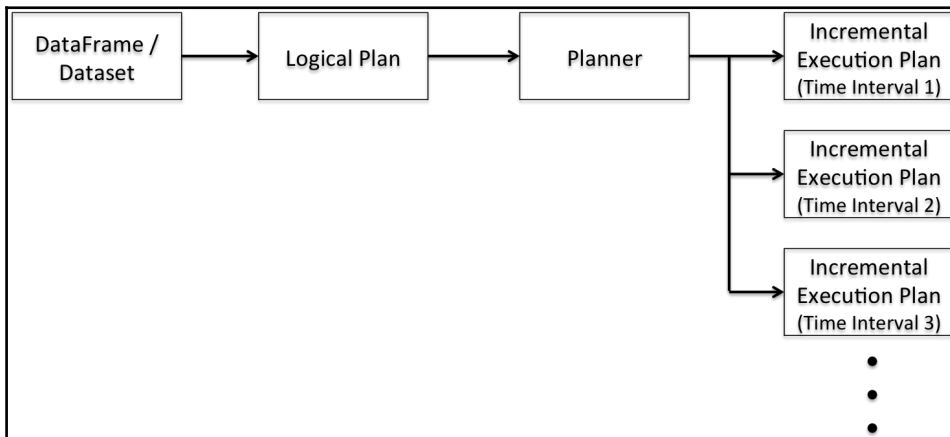 DataFrame /
Dataset
Logical Plan
Planner
Incremental
Execution Plan
(Time Interval 1)
Incremental
Execution Plan
(Time Interval 2)
Incremental
Execution Plan
(Time Interval 3)